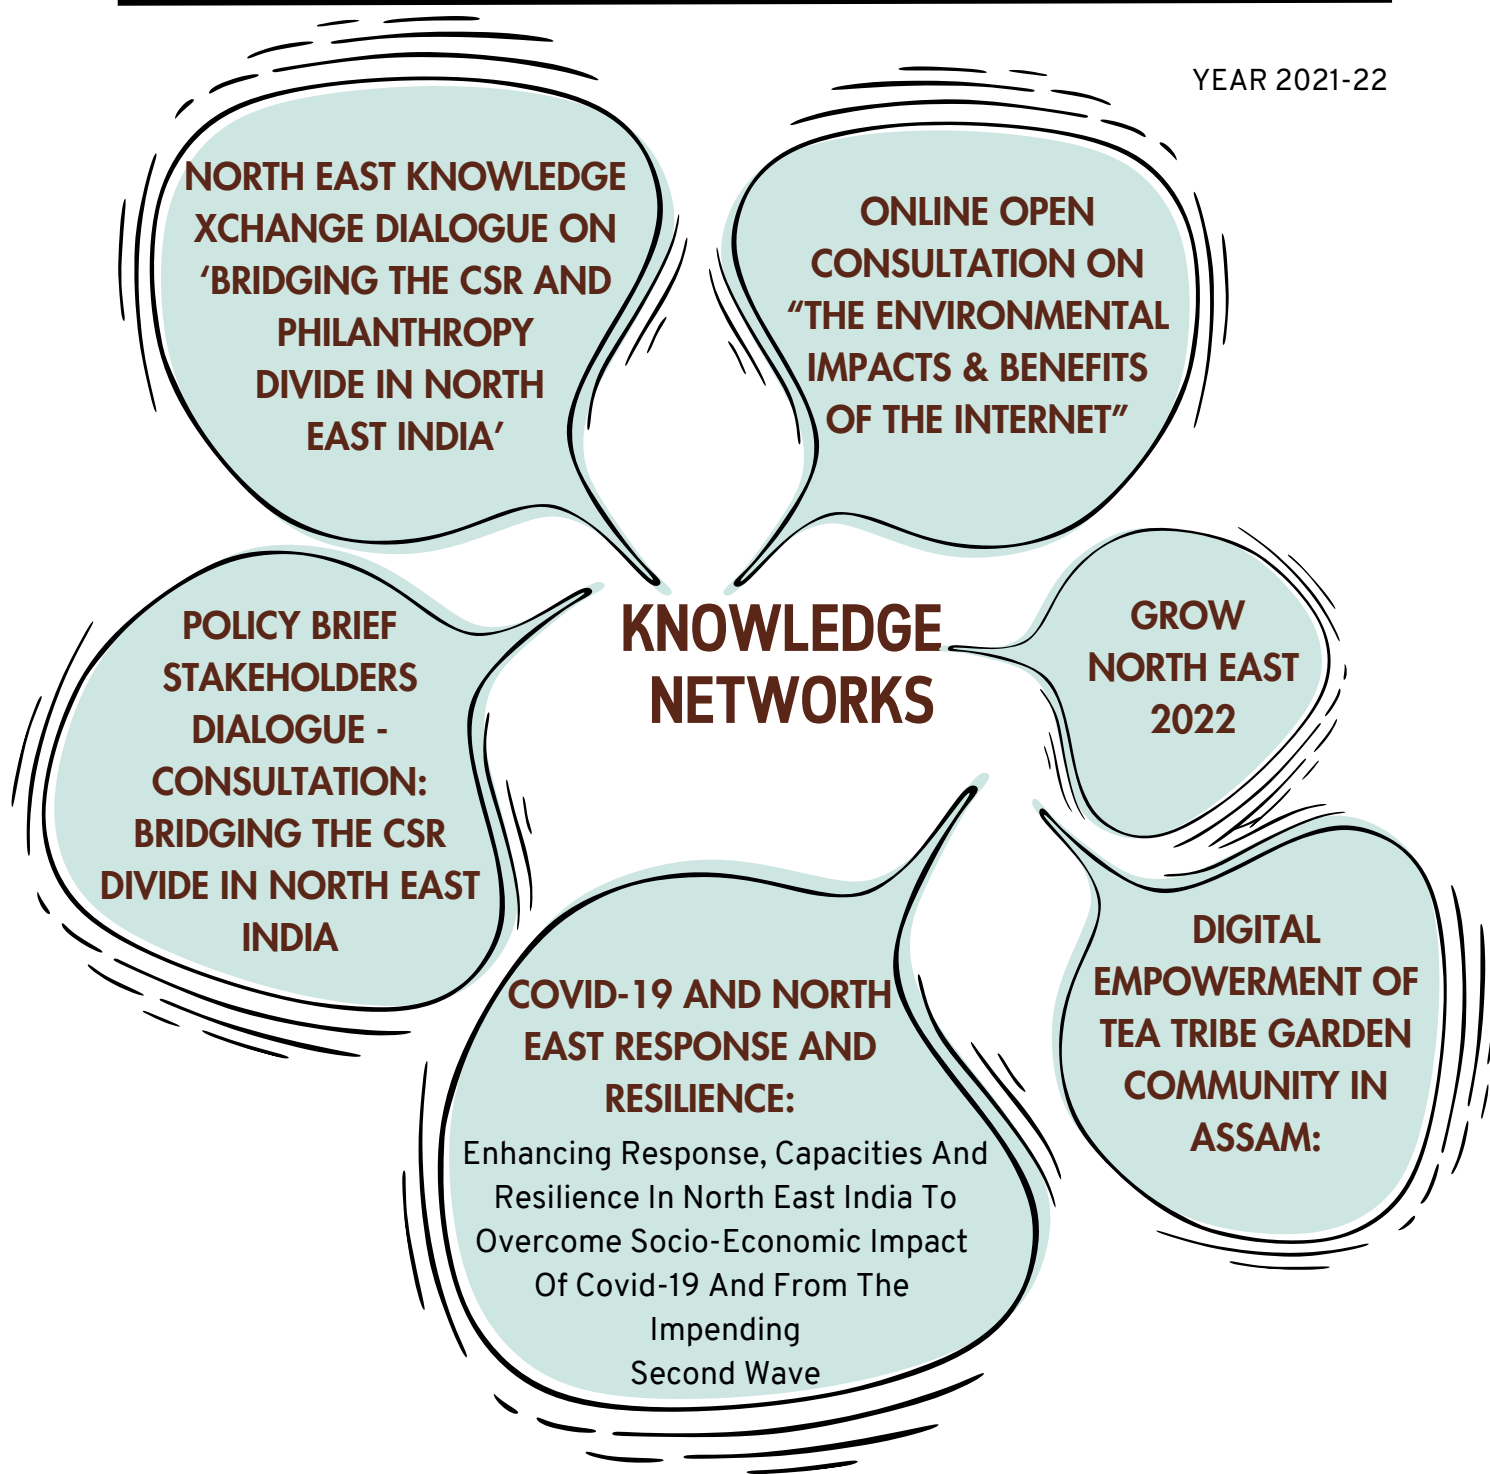 YEAR 2021-22
NORTH EAST KNOWLEDGE
XCHANGE DIALOGUE ON
‘BRIDGING THE CSR AND
PHILANTHROPY
DIVIDE IN NORTH
EAST INDIA’
ONLINE OPEN
CONSULTATION ON
“THE ENVIRONMENTAL
IMPACTS & BENEFITS
OF THE INTERNET”
KNOWLEDGE
NETWORKS
POLICY BRIEF
STAKEHOLDERS
DIALOGUE -
CONSULTATION:
BRIDGING THE CSR
DIVIDE IN NORTH EAST
INDIA
GROW
NORTH EAST
2022
COVID-19 AND NORTH
EAST RESPONSE AND
RESILIENCE:
Enhancing Response, Capacities And
Resilience In North East India To
Overcome Socio-Economic Impact
Of Covid-19 And From The
Impending
Second Wave
DIGITAL
EMPOWERMENT OF
TEA TRIBE GARDEN
COMMUNITY IN
ASSAM: